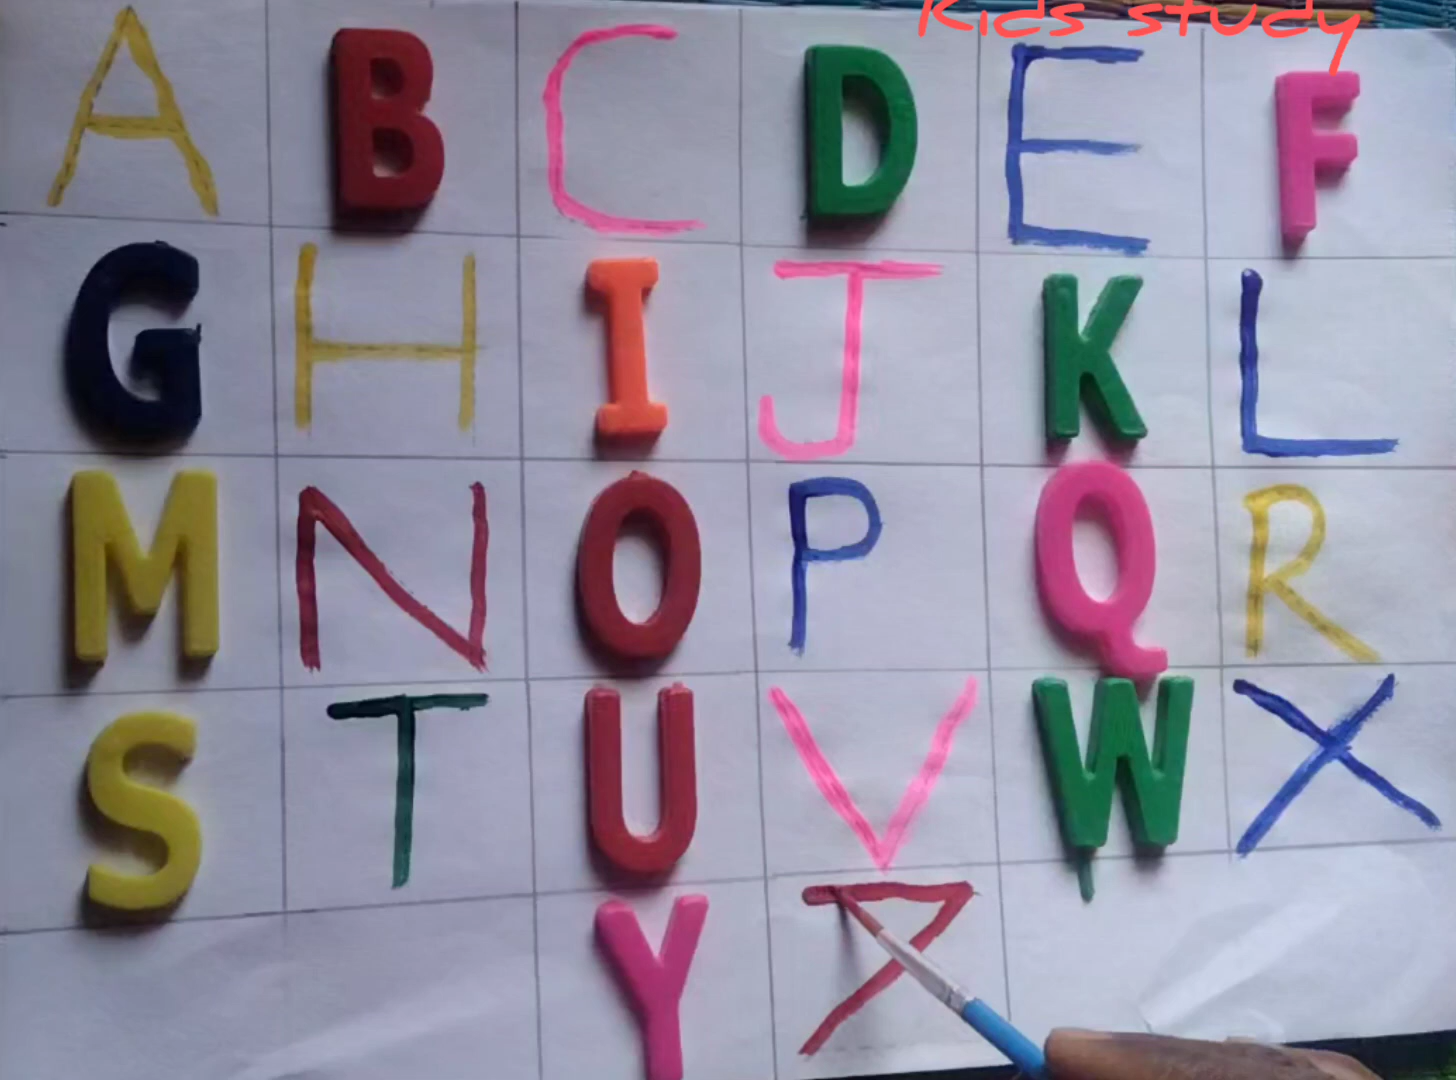 Kids study
A B C D E F
G H I J K L
M N O P Q R
S T U V W X
Y Z